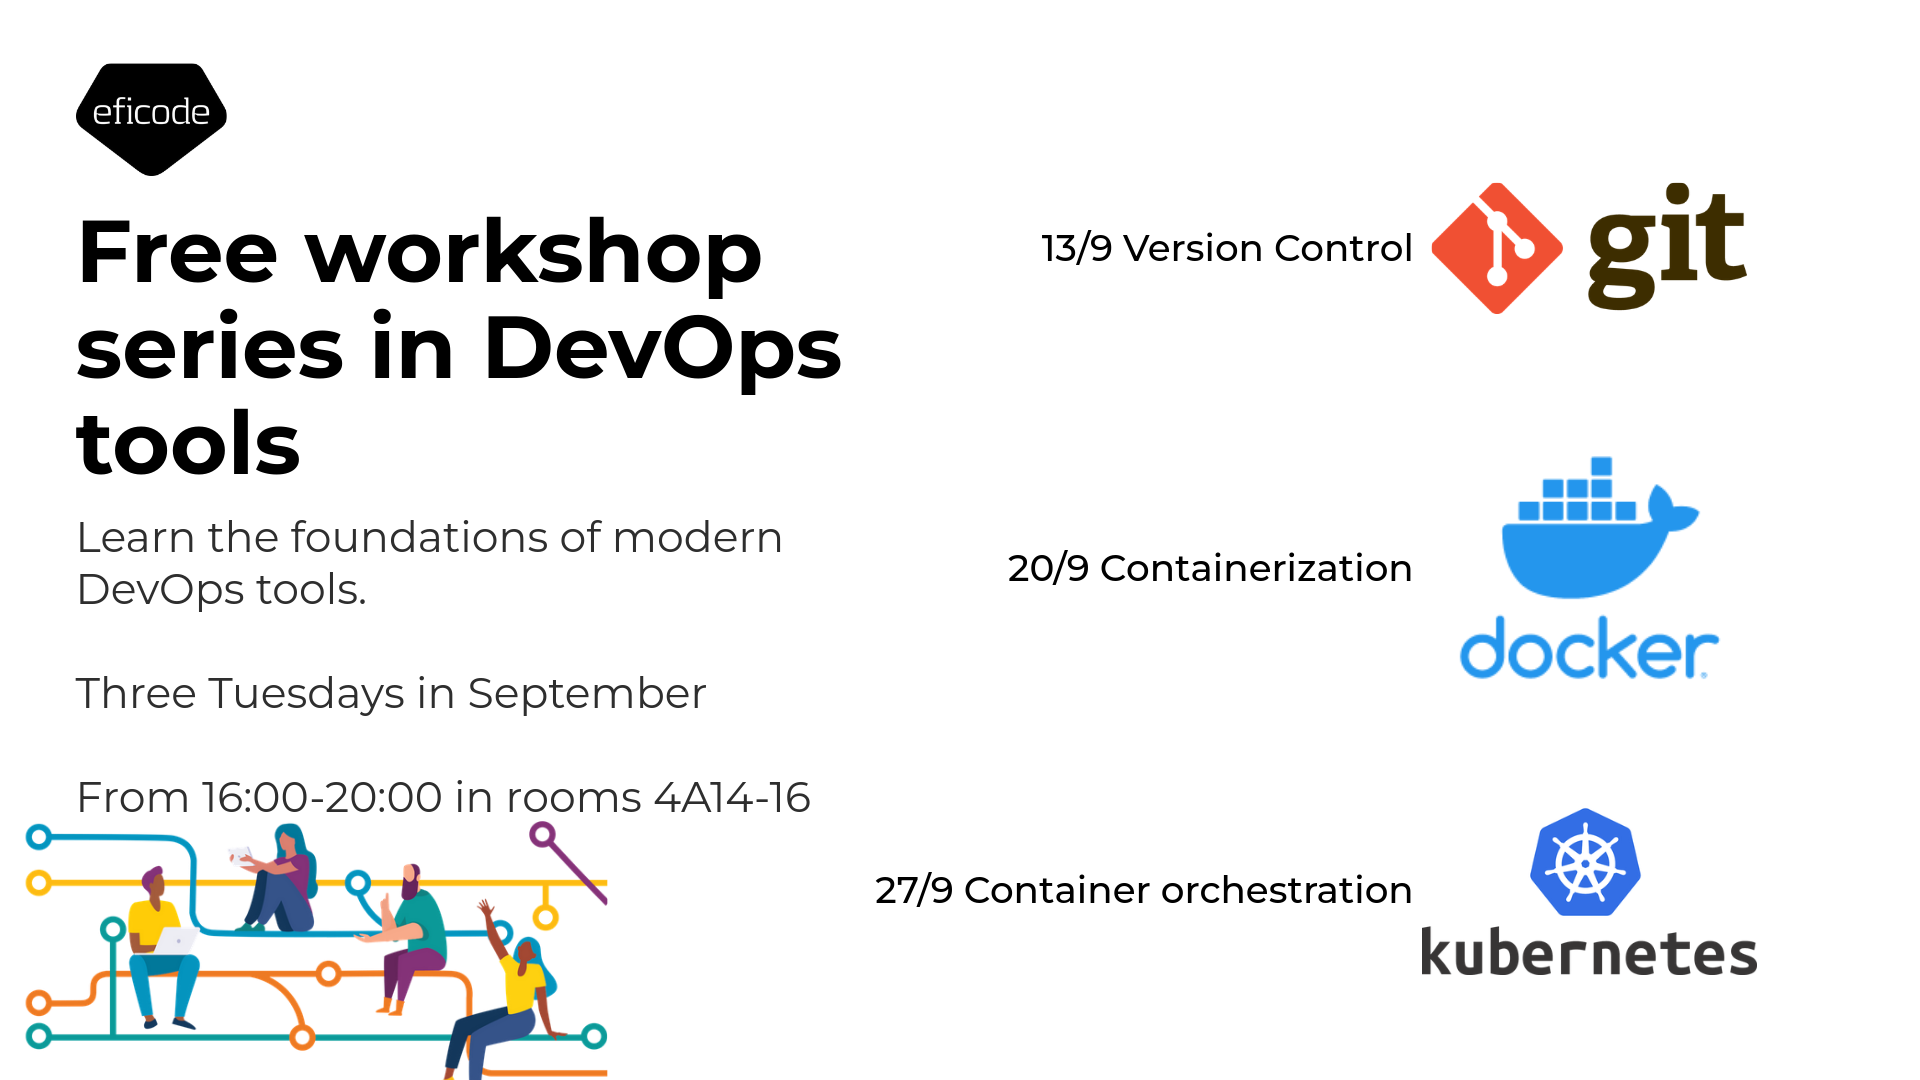 eficode
Free workshop
series in DevOps
tools
Learn the foundations of modern
DevOps tools.
Three Tuesdays in September
From 16:00-20:00 in rooms 4A14-16
13/9 Version Control
git
20/9 Containerization
docker
27/9 Container orchestration
kubernetes